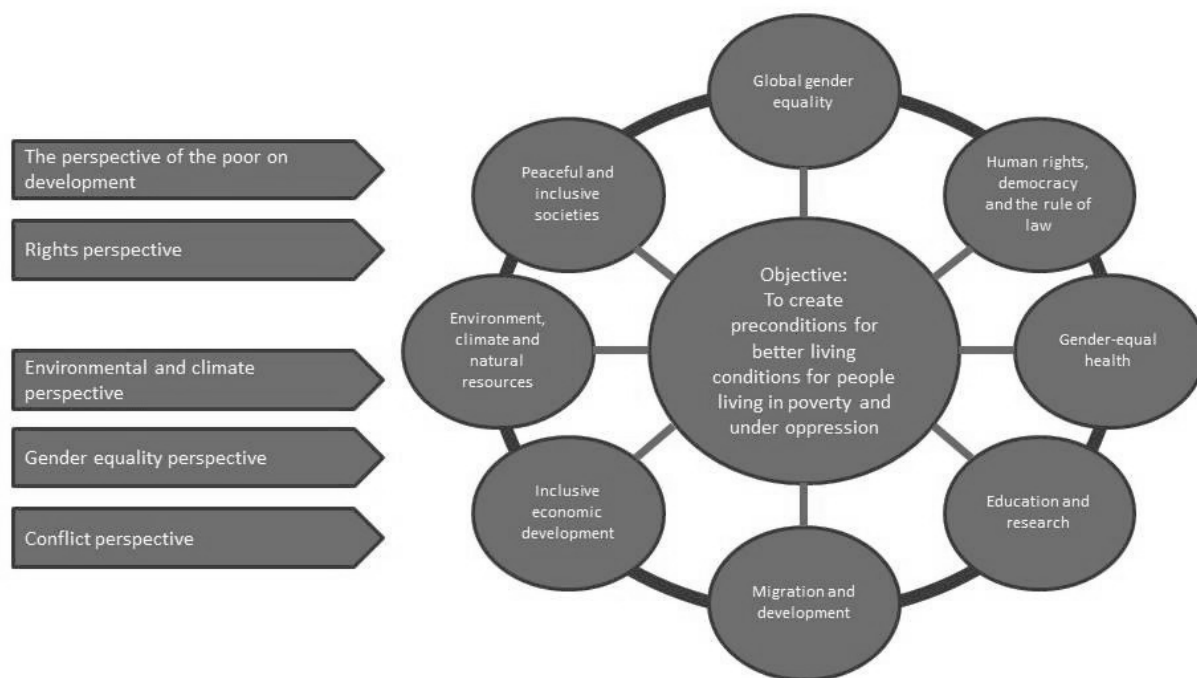 The perspective of the poor on
development
Rights perspective
Environmental and climate
perspective
Gender equality perspective
Conflict perspective
Global gender
equality
Human rights,
democracy
and the rule of
law
Gender-equal
health
Education and
research
Migration and
development
Inclusive
economic
development
Environment,
climate and
natural
resources
Peaceful and
inclusive
societies
Objective:
To create
preconditions for
better living
conditions for people
living in poverty and
under oppression